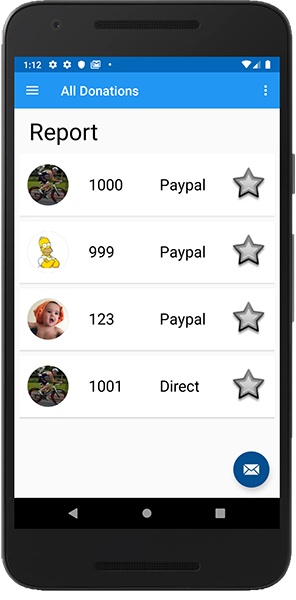 1:12
All Donations
Report
1000 Paypal
999 Paypal
123 Paypal
1001 Direct